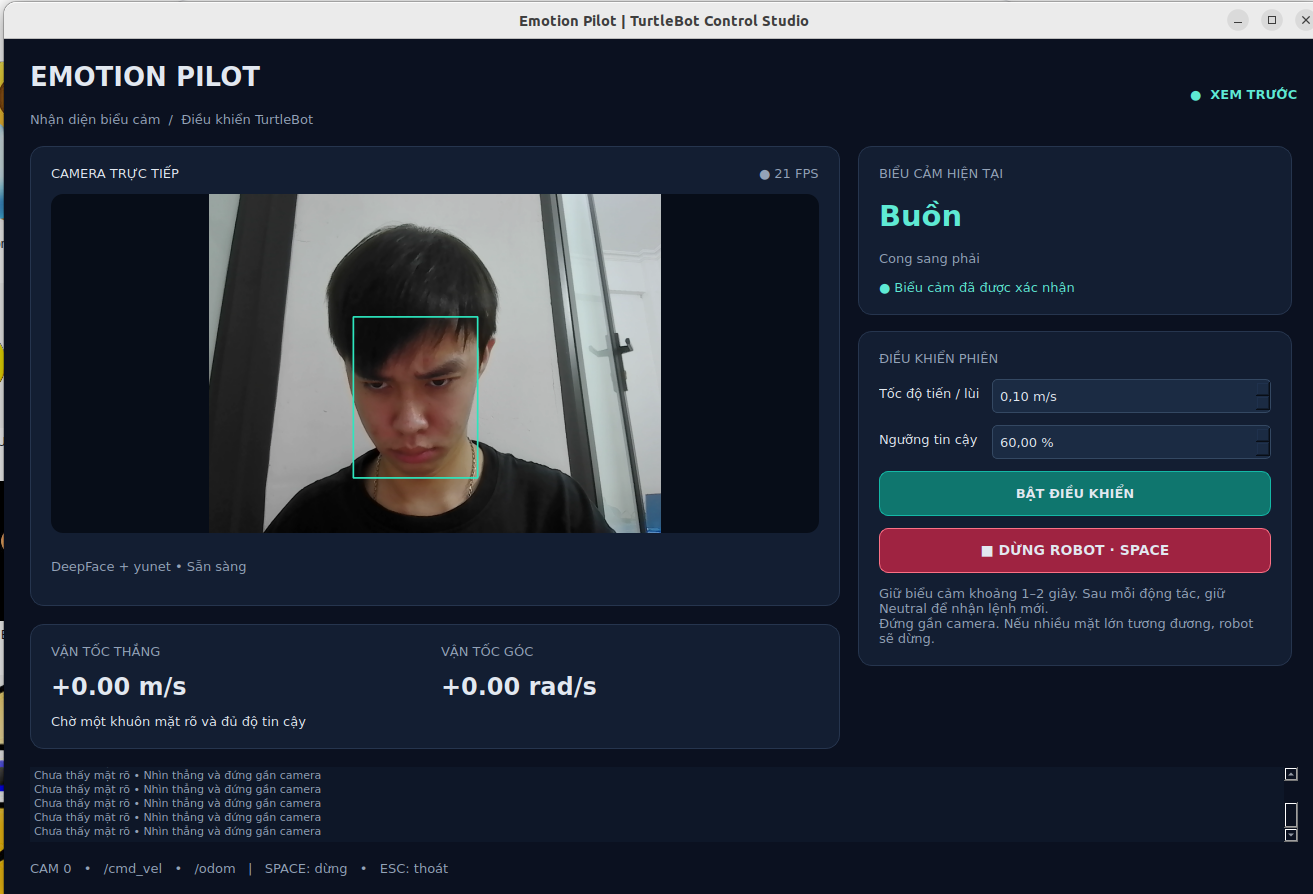 Emotion Pilot | TurtleBot Control Studio
EMOTION PILOT
XEM TRƯỚC
Nhận diện biểu cảm / Điều khiển TurtleBot
CAMERA TRỰC TIẾP
21 FPS
DeepFace + yunet • Sẵn sàng
VẬN TỐC THẲNG
VẬN TỐC GÓC
+0.00 m/s
+0.00 rad/s
Chờ một khuôn mặt rõ và đủ độ tin cậy
BIỂU CẢM HIỆN TẠI
Buồn
Cong sang phải
Biểu cảm đã được xác nhận
ĐIỀU KHIỂN PHIÊN
Tốc độ tiến / lùi
0,10 m/s
Ngưỡng tin cậy
60,00 %
BẬT ĐIỀU KHIỂN
DỪNG ROBOT · SPACE
Giữ biểu cảm khoảng 1–2 giây. Sau mỗi động tác, giữ
Neutral để nhận lệnh mới.
Đứng gần camera. Nếu nhiều mặt lớn tương đương, robot
sẽ dừng.
Chưa thấy mặt rõ • Nhìn thẳng và đứng gần camera
Chưa thấy mặt rõ • Nhìn thẳng và đứng gần camera
Chưa thấy mặt rõ • Nhìn thẳng và đứng gần camera
Chưa thấy mặt rõ • Nhìn thẳng và đứng gần camera
Chưa thấy mặt rõ • Nhìn thẳng và đứng gần camera
CAM 0 • /cmd_vel • /odom | SPACE: dừng • ESC: thoát